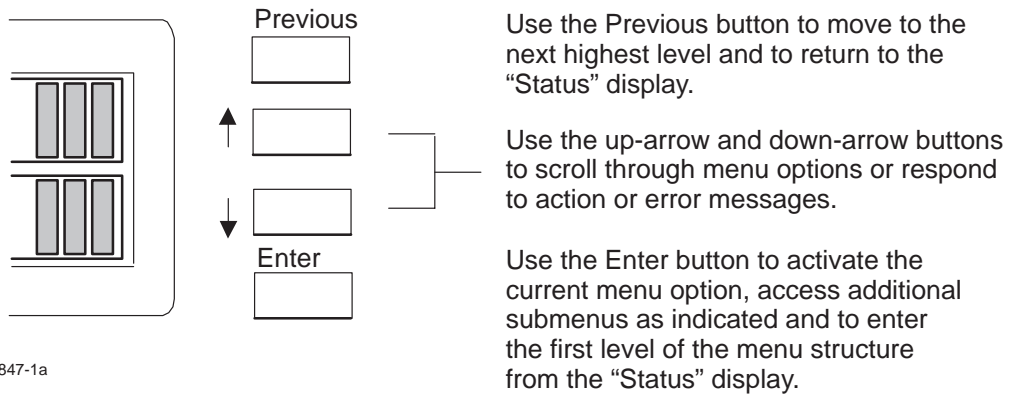 Previous
Use the Previous button to move to the
next highest level and to return to the
“Status” display.
Use the up-arrow and down-arrow buttons
to scroll through menu options or respond
to action or error messages.
Enter
Use the Enter button to activate the
current menu option, access additional
submenus as indicated and to enter
the first level of the menu structure
from the “Status” display.
847-1a